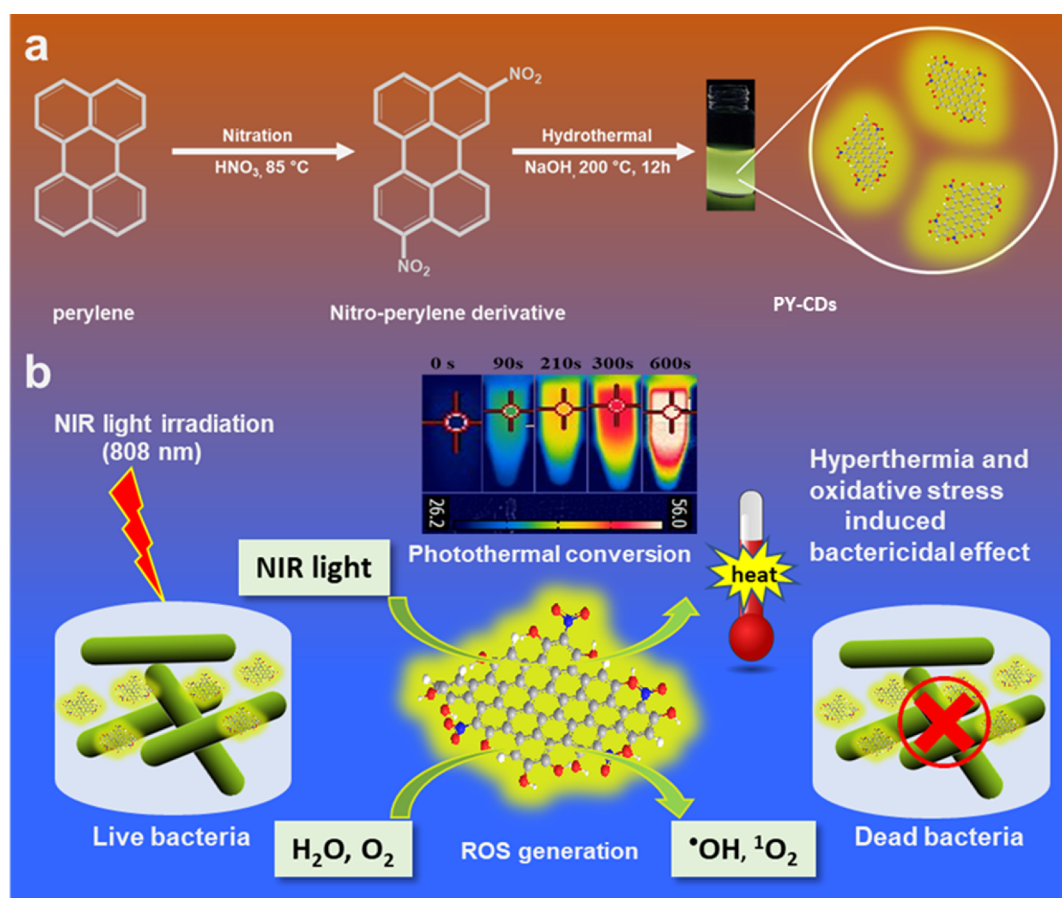 a
NO₂
Nitration
HNO₃, 85 °C
Hydrothermal
NaOH, 200 °C, 12h
NO₂
perylene
Nitro-perylene derivative
PY-CDs
b
0 s 90s 210s 300s 600s
NIR light irradiation
(808 nm)
26.2
56.0
Photothermal conversion
Hyperthermia and
oxidative stress
induced
bactericidal effect
NIR light
heat
Live bacteria
H₂O, O₂
ROS generation
•OH, ¹O₂
Dead bacteria